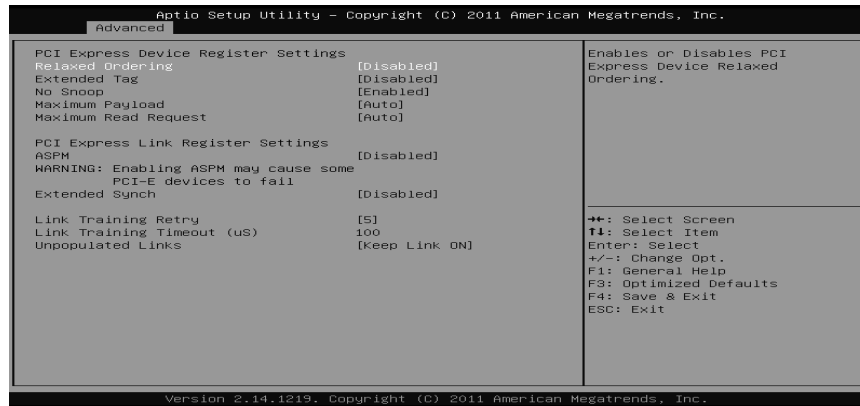 Aptio Setup Utility – Copyright (C) 2011 American Megatrends, Inc.
Advanced
PCI Express Device Register Settings
Relaxed Ordering [Disabled]
Extended Tag [Disabled]
No Snoop [Enabled]
Maximum Payload [Auto]
Maximum Read Request [Auto]
PCI Express Link Register Settings
ASPM [Disabled]
WARNING: Enabling ASPM may cause some
PCI-E devices to fail
Extended Synch [Disabled]
Link Training Retry [5]
Link Training Timeout (uS) 100
Unpopulated Links [Keep Link ON]
Enables or Disables PCI
Express Device Relaxed
Ordering.
→←: Select Screen
↑↓: Select Item
Enter: Select
+/-: Change Opt.
F1: General Help
F3: Optimized Defaults
F4: Save & Exit
ESC: Exit
Version 2.14.1219. Copyright (C) 2011 American Megatrends, Inc.